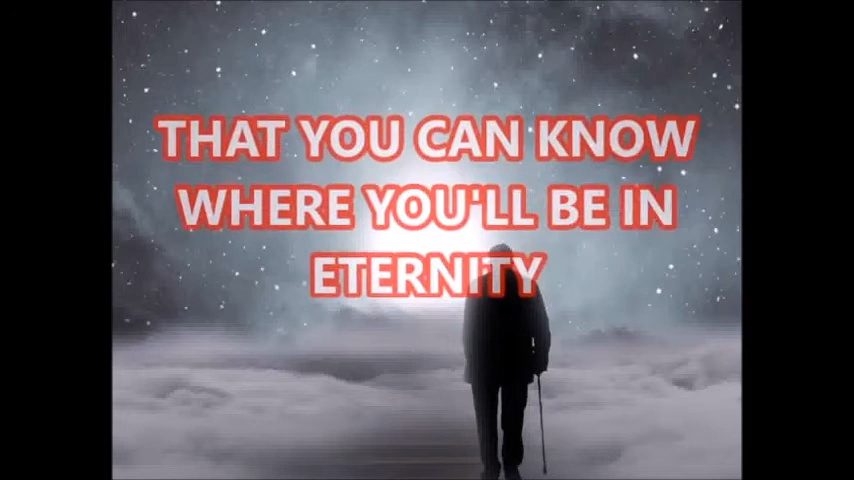 THAT YOU CAN KNOW
WHERE YOU'LL BE IN
ETERNITY